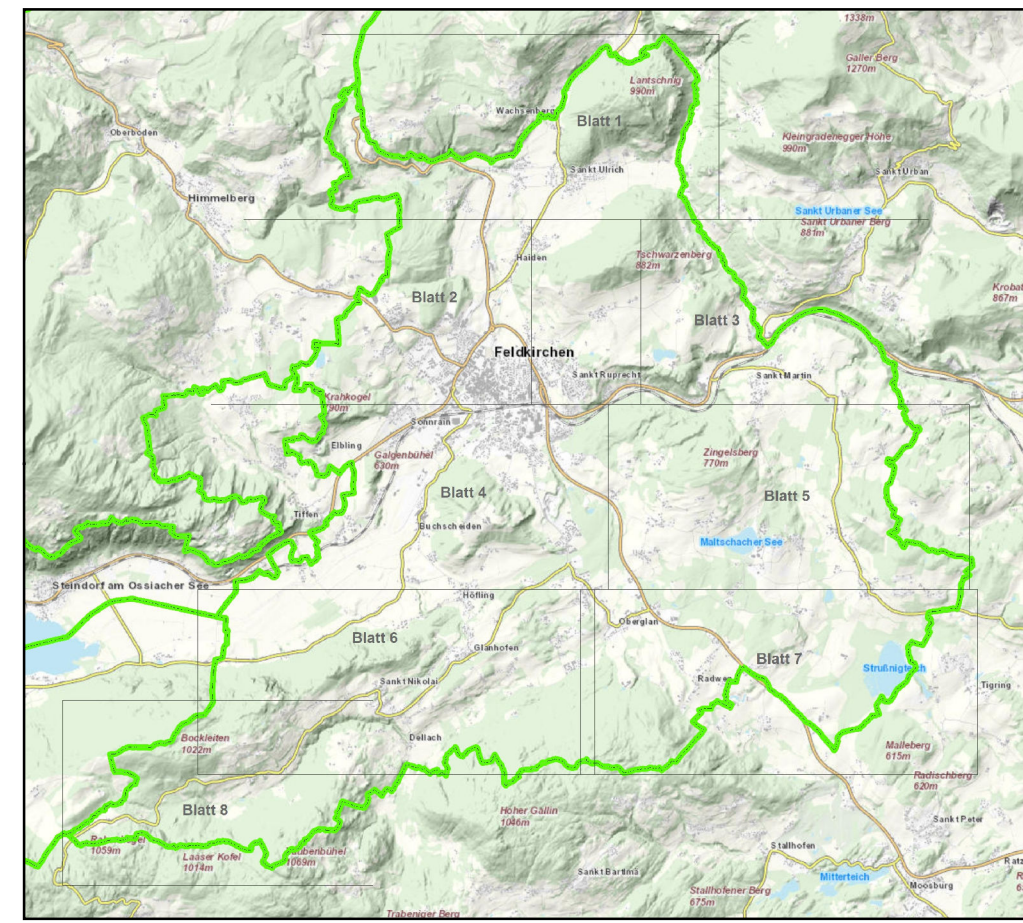 1338m
Galler Berg
1270m
Lantschnig
990m
Wachsenberg
Blatt 1
Oberboden
Kleingradenegger Höhe
990m
Sankt Ulrich
Sankt Urban
Himmelberg
Sankt Urbaner See
Sankt Urbaner Berg
881m
Haiden
Tschwarzenberg
882m
Krobat
867m
Blatt 2
Blatt 3
Feldkirchen
Sankt Ruprecht
Sankt Martin
Krahkogel
Sonnrain
Elbling
Galgenbühel
630m
Zingelsberg
770m
Blatt 4
Blatt 5
Tiffen
Buchscheiden
Maltschacher See
Steindorf am Ossiacher See
Höfling
Oberglan
Blatt 6
Glanhofen
Blatt 7
Strußnigteich
Sankt Nikolai
Radwe
Tigring
Bockleiten
1022m
Dellach
Malleberg
615m
Radischberg
620m
Blatt 8
Hoher Gallin
1046m
Sankt Peter
1059m
Laaser Kofel
1014m
1069m
Stallhofen
Ratz
Sankt Bartlmä
Mitterteich
Moosburg
Stallhofener Berg
675m
Trabeniger Berg